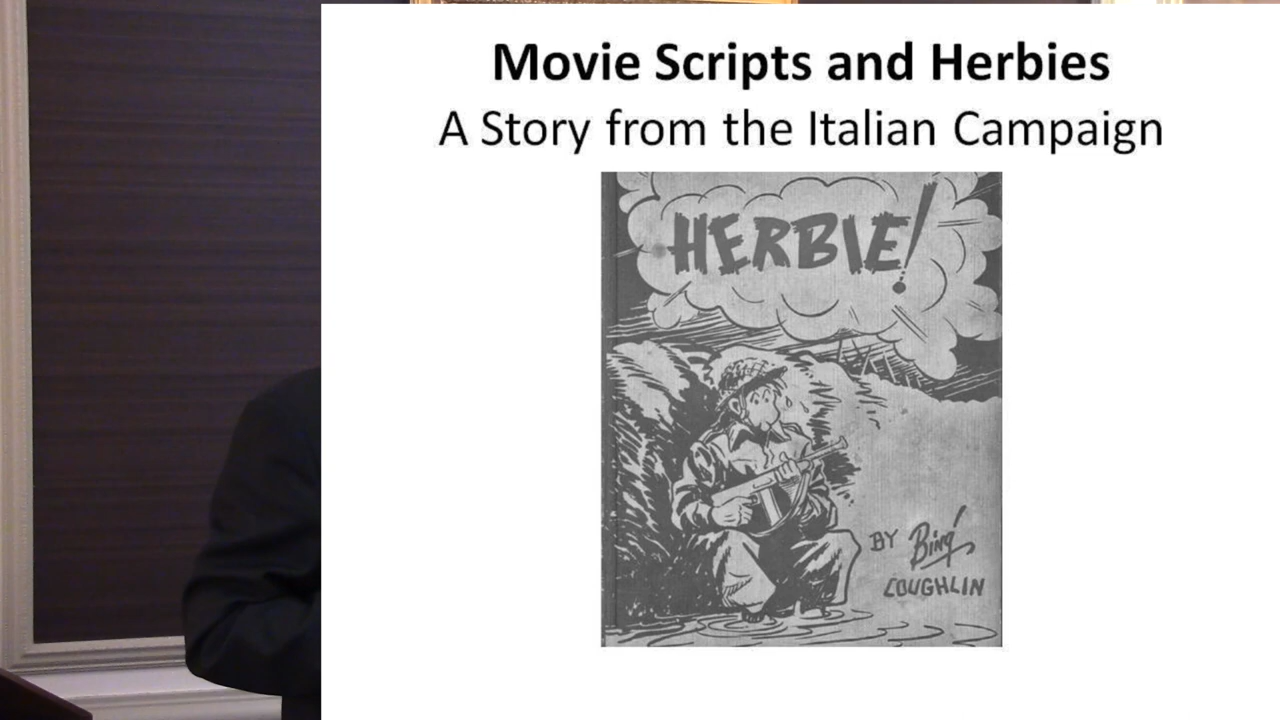 Movie Scripts and Herbies
A Story from the Italian Campaign
HERBIE!
BY Bing
COUGHLIN